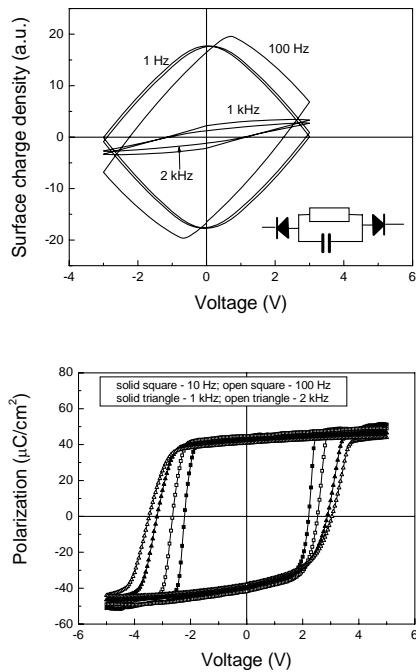 20
10
0
-10
-20
Surface charge density (a.u.)
1 Hz
100 Hz
1 kHz
2 kHz
-4
-2
0
2
4
6
Voltage (V)
80
60
40
20
0
-20
-40
-60
Polarization (μC/cm²)
solid square - 10 Hz; open square - 100 Hz
solid triangle - 1 kHz; open triangle - 2 kHz
-6
-4
-2
0
2
4
6
Voltage (V)